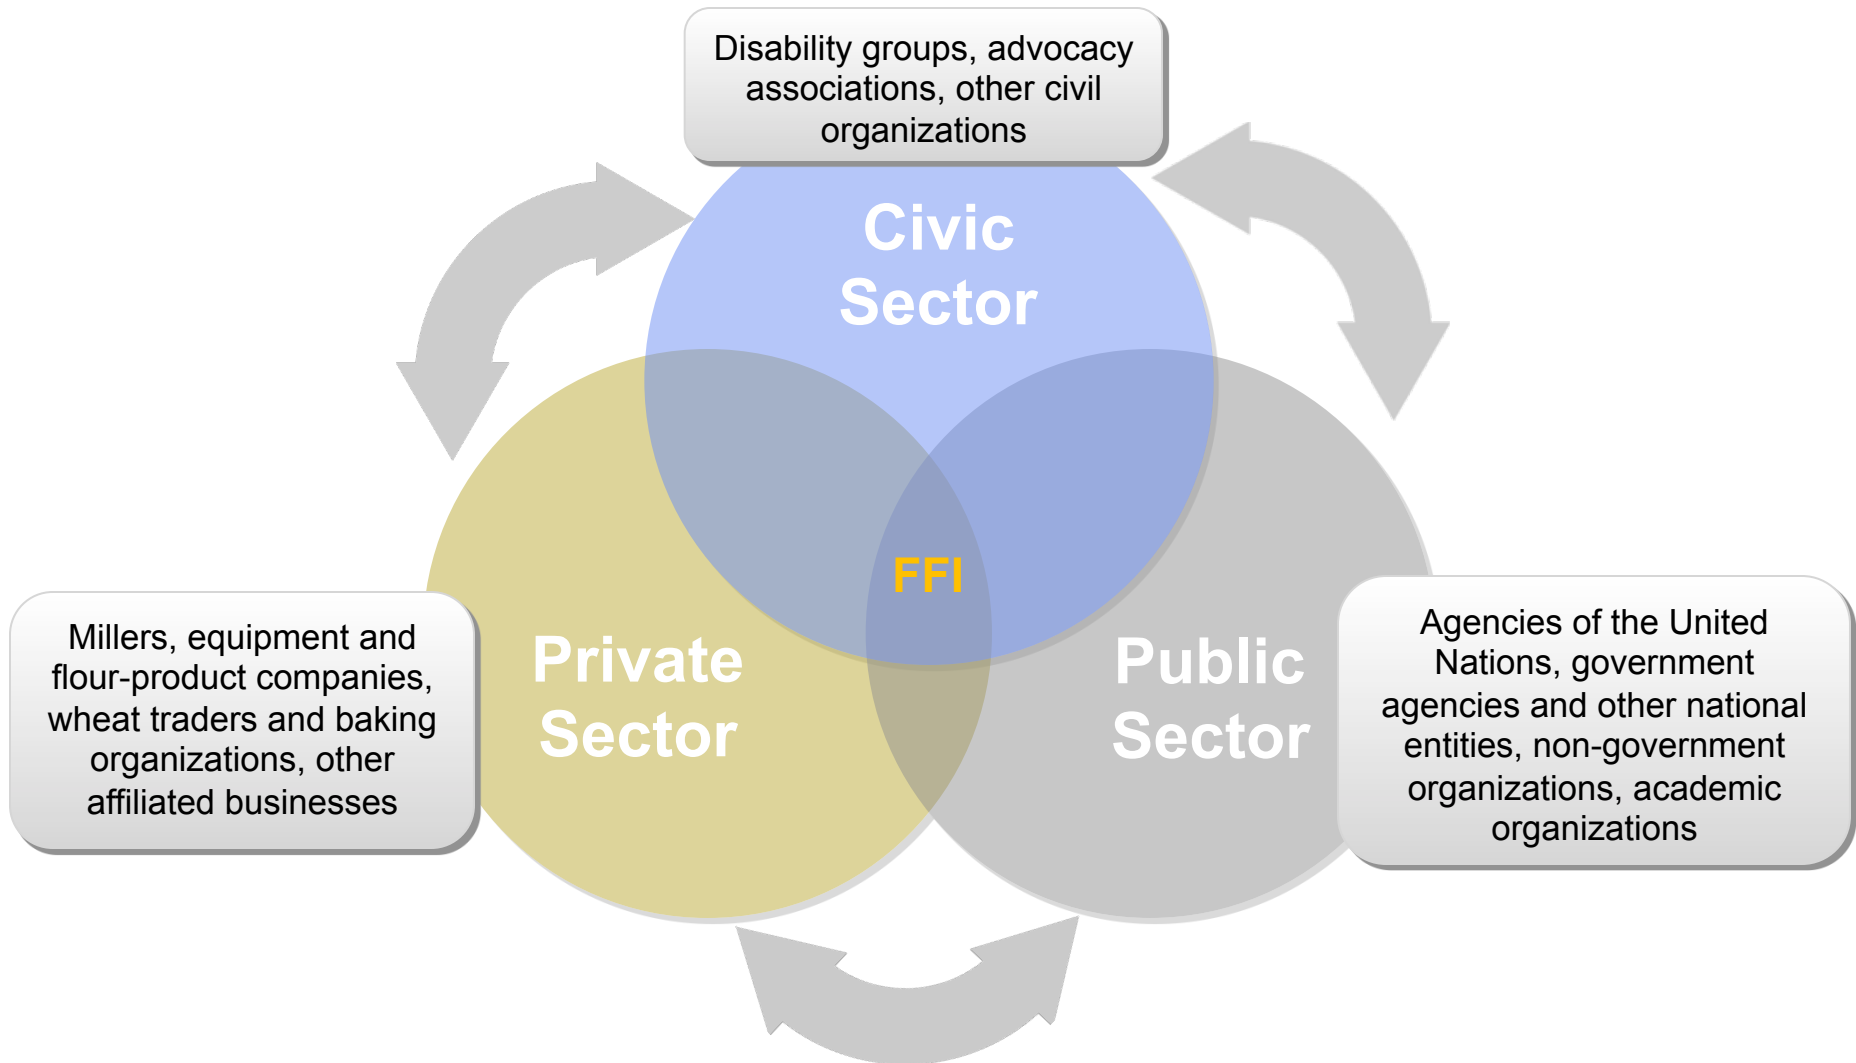 Disability groups, advocacy
associations, other civil
organizations
Civic
Sector
FFI
Private
Sector
Public
Sector
Millers, equipment and
flour-product companies,
wheat traders and baking
organizations, other
affiliated businesses
Agencies of the United
Nations, government
agencies and other national
entities, non-government
organizations, academic
organizations